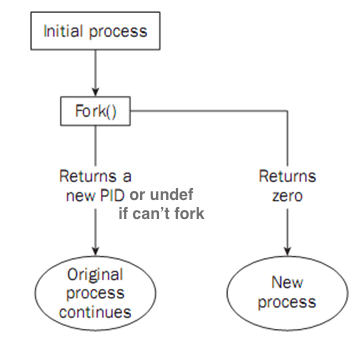 Initial process
Fork()
Returns a
new PID or undef
if can't fork
Returns
zero
Original
process
continues
New
process